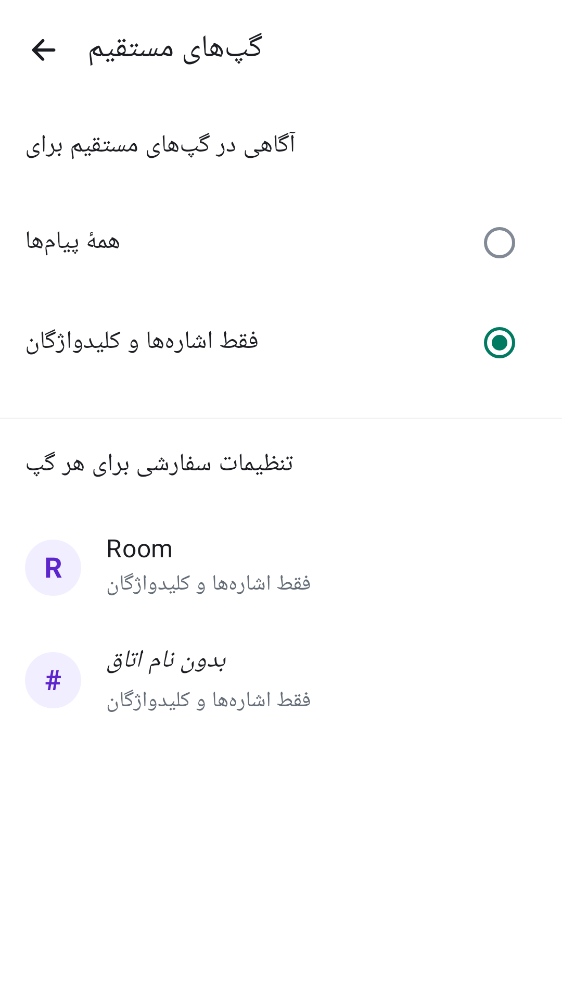 گپ‌های مستقیم
آگاهی در گپ‌های مستقیم برای
همهٔ پیام‌ها
فقط اشاره‌ها و کلیدواژگان
تنظیمات سفارشی برای هر گپ
R
Room
فقط اشاره‌ها و کلیدواژگان
#
بدون نام اتاق
فقط اشاره‌ها و کلیدواژگان